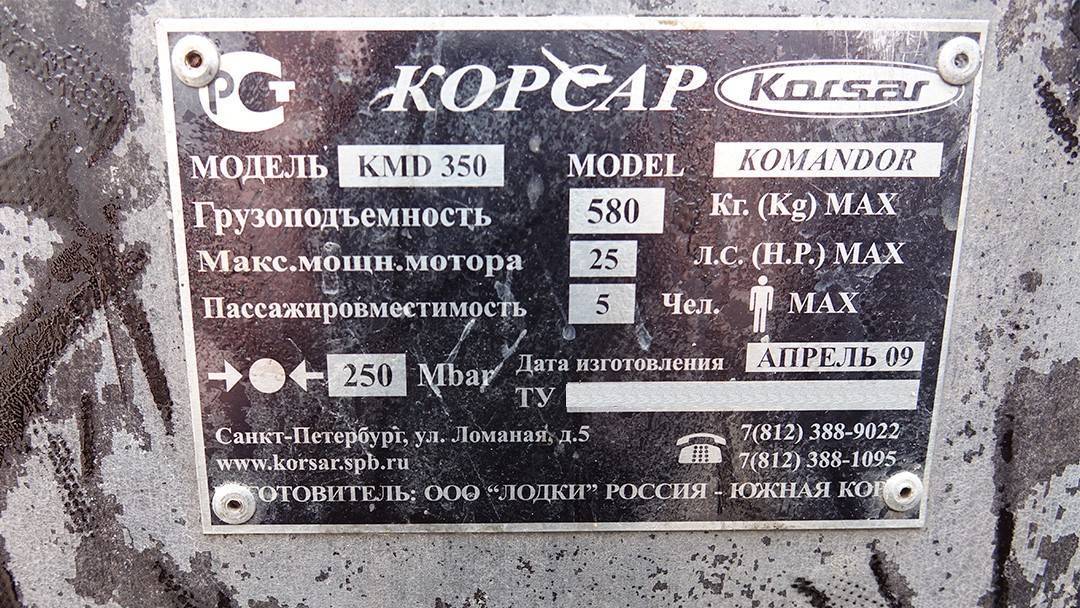 РСТ КОРСАР Korsar
МОДЕЛЬ KMD 350 MODEL KOMANDOR
Грузоподъемность 580 Кг. (Kg) MAX
Макс.мощн.мотора 25 Л.С. (H.P.) MAX
Пассажировместимость 5 Чел. MAX
250 Mbar Дата изготовления АПРЕЛЬ 09
ТУ
Санкт-Петербург, ул. Ломаная, д.5 7(812) 388-9022
www.korsar.spb.ru 7(812) 388-1095
ГОТОВИТЕЛЬ: ООО “ЛОДКИ” РОССИЯ - ЮЖНАЯ КОР